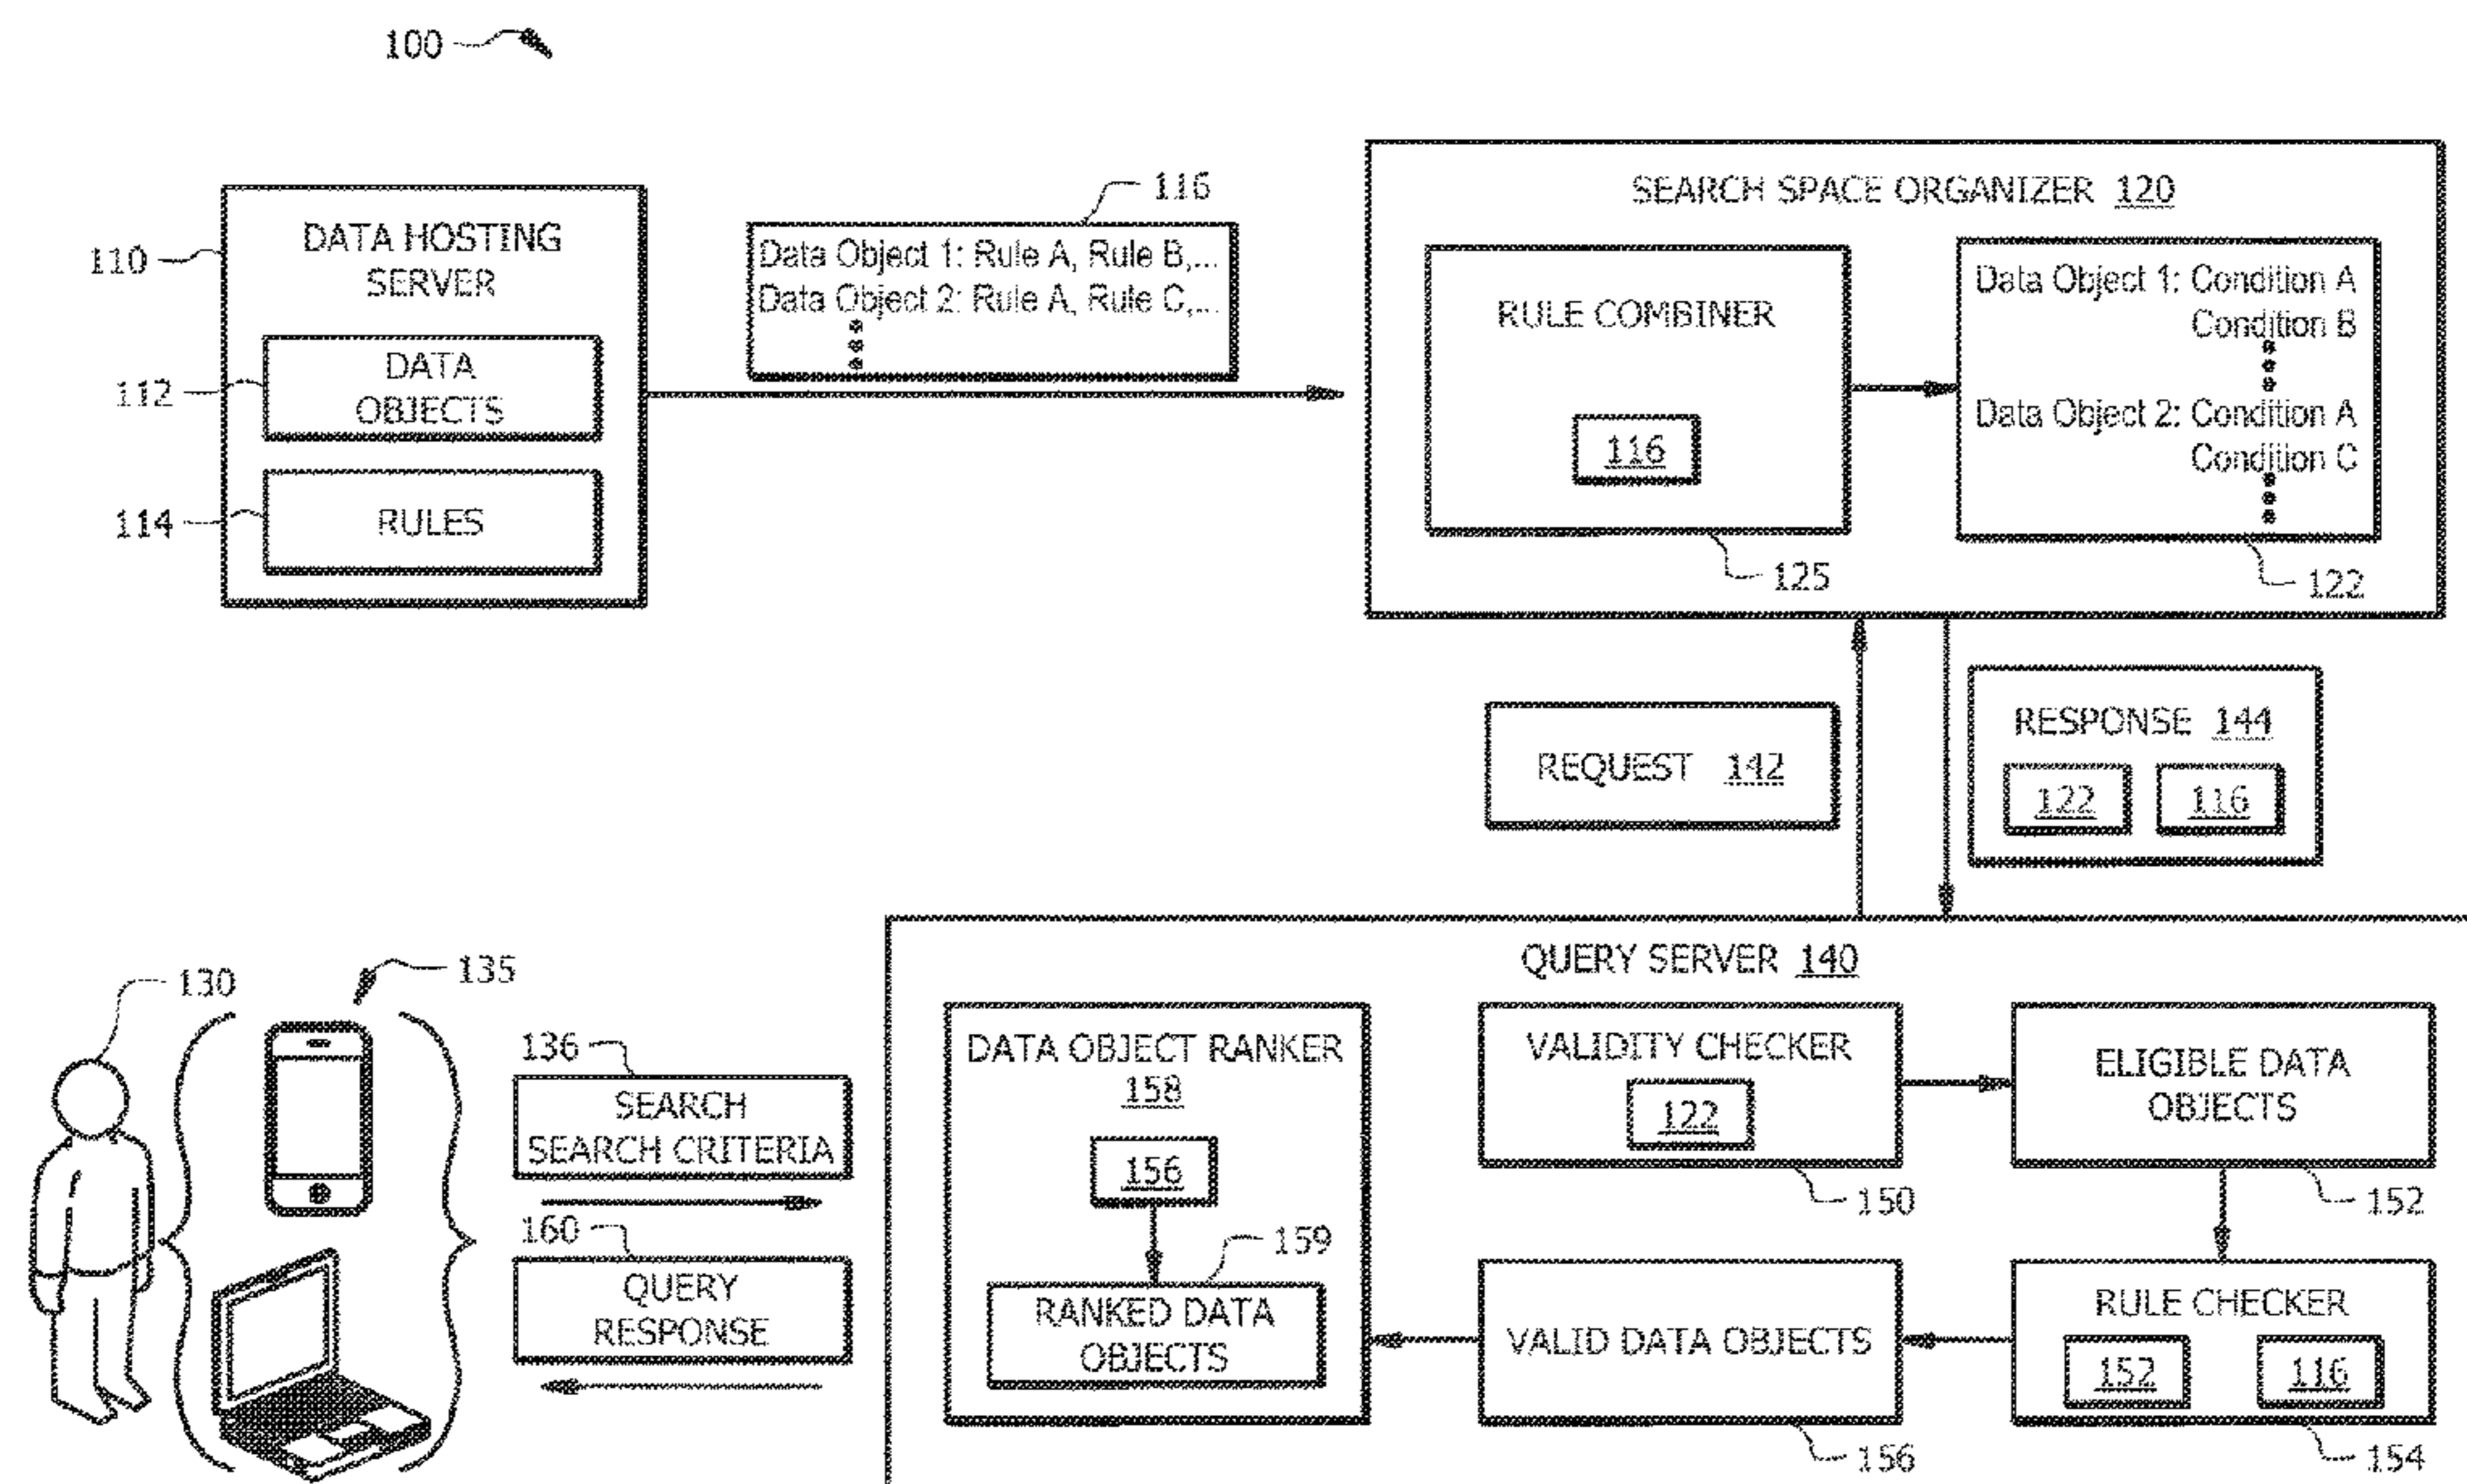 100
116
DATA HOSTING
SERVER
110
DATA
OBJECTS
112
RULES
114
Data Object 1: Rule A, Rule B,...
Data Object 2: Rule A, Rule C,...
SEARCH SPACE ORGANIZER 120
RULE COMBINER
116
125
Data Object 1: Condition A
Condition B
Data Object 2: Condition A
Condition C
122
REQUEST 142
RESPONSE 144
122 116
130
135
136
SEARCH
SEARCH CRITERIA
160
QUERY
RESPONSE
QUERY SERVER 140
DATA OBJECT RANKER
158
156
159
RANKED DATA
OBJECTS
VALIDITY CHECKER
122
150
ELIGIBLE DATA
OBJECTS
152
VALID DATA OBJECTS
156
RULE CHECKER
152 116
154